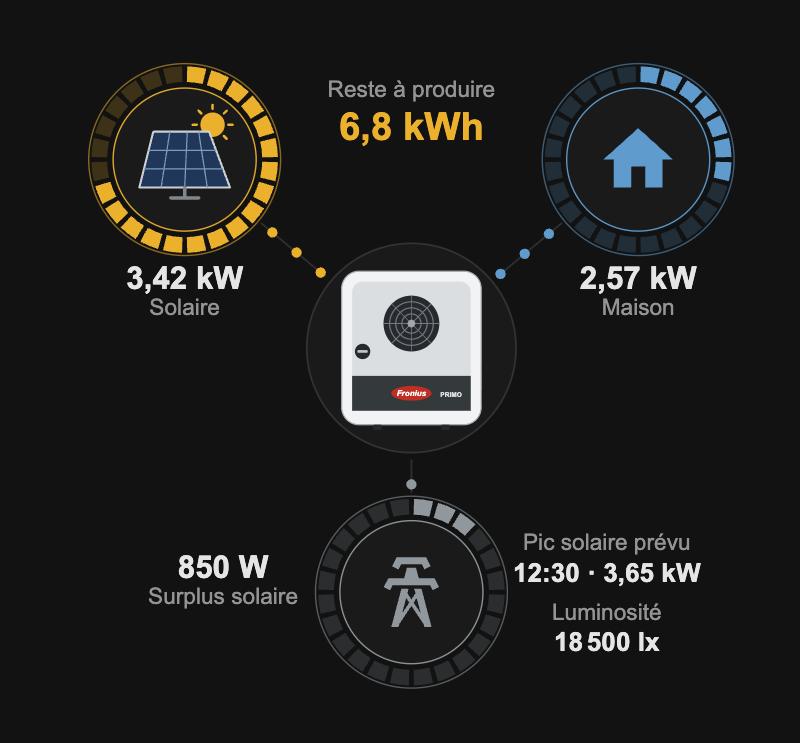 Reste à produire
6,8 kWh
3,42 kW
Solaire
2,57 kW
Maison
Fronius
PRIMO
850 W
Surplus solaire
Pic solaire prévu
12:30 · 3,65 kW
Luminosité
18 500 lx